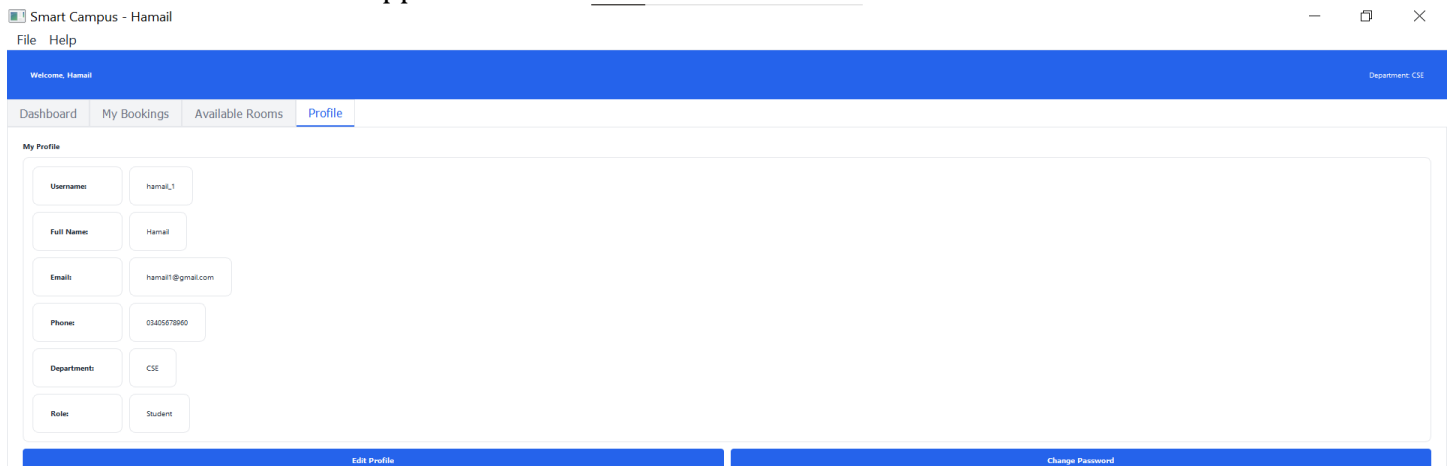 Smart Campus - Hamail
File Help
Welcome, Hamail
Department: CSE
Dashboard My Bookings Available Rooms Profile
My Profile
Username: hamail_1
Full Name: Hamail
Email: hamail1@gmail.com
Phone: 03405678960
Department: CSE
Role: Student
Edit Profile Change Password